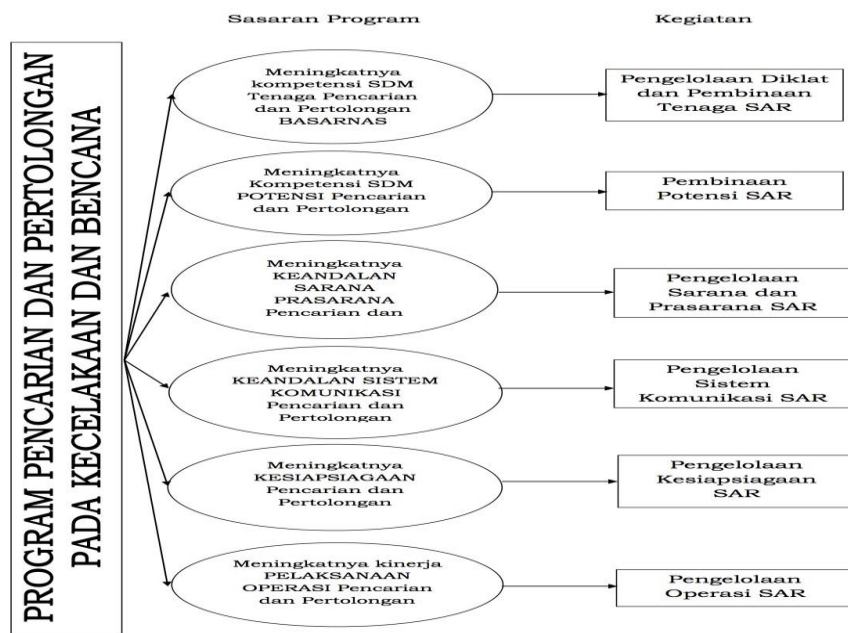 Sasaran Program
Kegiatan
PROGRAM PENCARIAN DAN PERTOLONGAN
PADA KECELAKAAN DAN BENCANA
Meningkatnya
kompetensi SDM
Tenaga Pencarian
dan Pertolongan
BASARNAS
Pengelolaan Diklat
dan Pembinaan
Tenaga SAR
Meningkatnya
Kompetensi SDM
POTENSI Pencarian
dan Pertolongan
Pembinaan
Potensi SAR
Meningkatnya
KEANDALAN
SARANA
PRASARANA
Pencarian dan
Pengelolaan
Sarana dan
Prasarana SAR
Meningkatnya
KEANDALAN SISTEM
KOMUNIKASI
Pencarian dan
Pertolongan
Pengelolaan
Sistem
Komunikasi SAR
Meningkatnya
KESIAPSIAGAAN
Pencarian dan
Pertolongan
Pengelolaan
Kesiapsiagaan
SAR
Meningkatnya kinerja
PELAKSANAAN
OPERASI Pencarian
dan Pertolongan
Pengelolaan
Operasi SAR